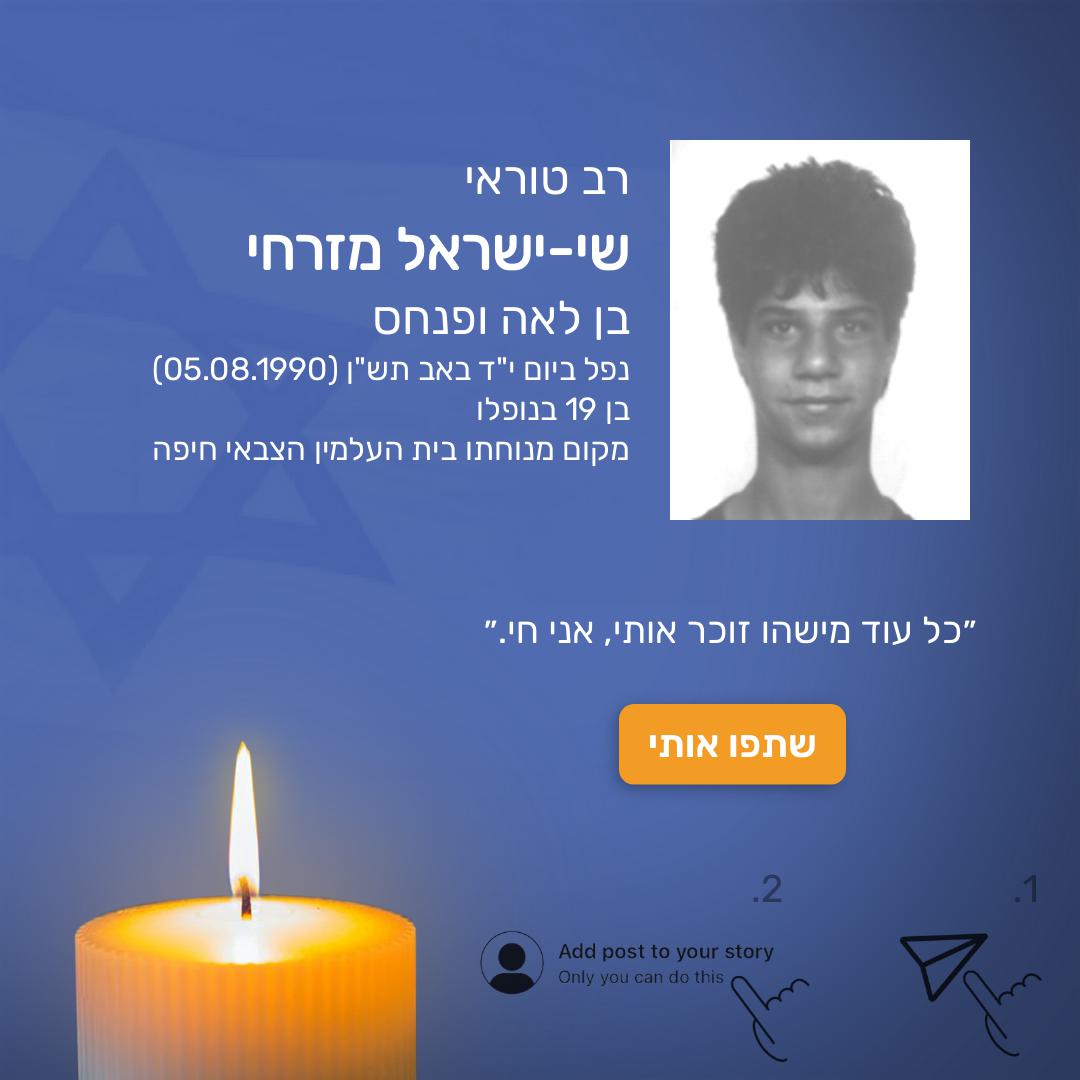 רב טוראי
שי-ישראל מזרחי
בן לאה ופנחס
נפל ביום י"ד באב תש"ן (05.08.1990)
בן 19 בנופלו
מקום מנוחתו בית העלמין הצבאי חיפה
״כל עוד מישהו זוכר אותי, אני חי.״
שתפו אותי
1.
2.
Add post to your story
Only you can do this